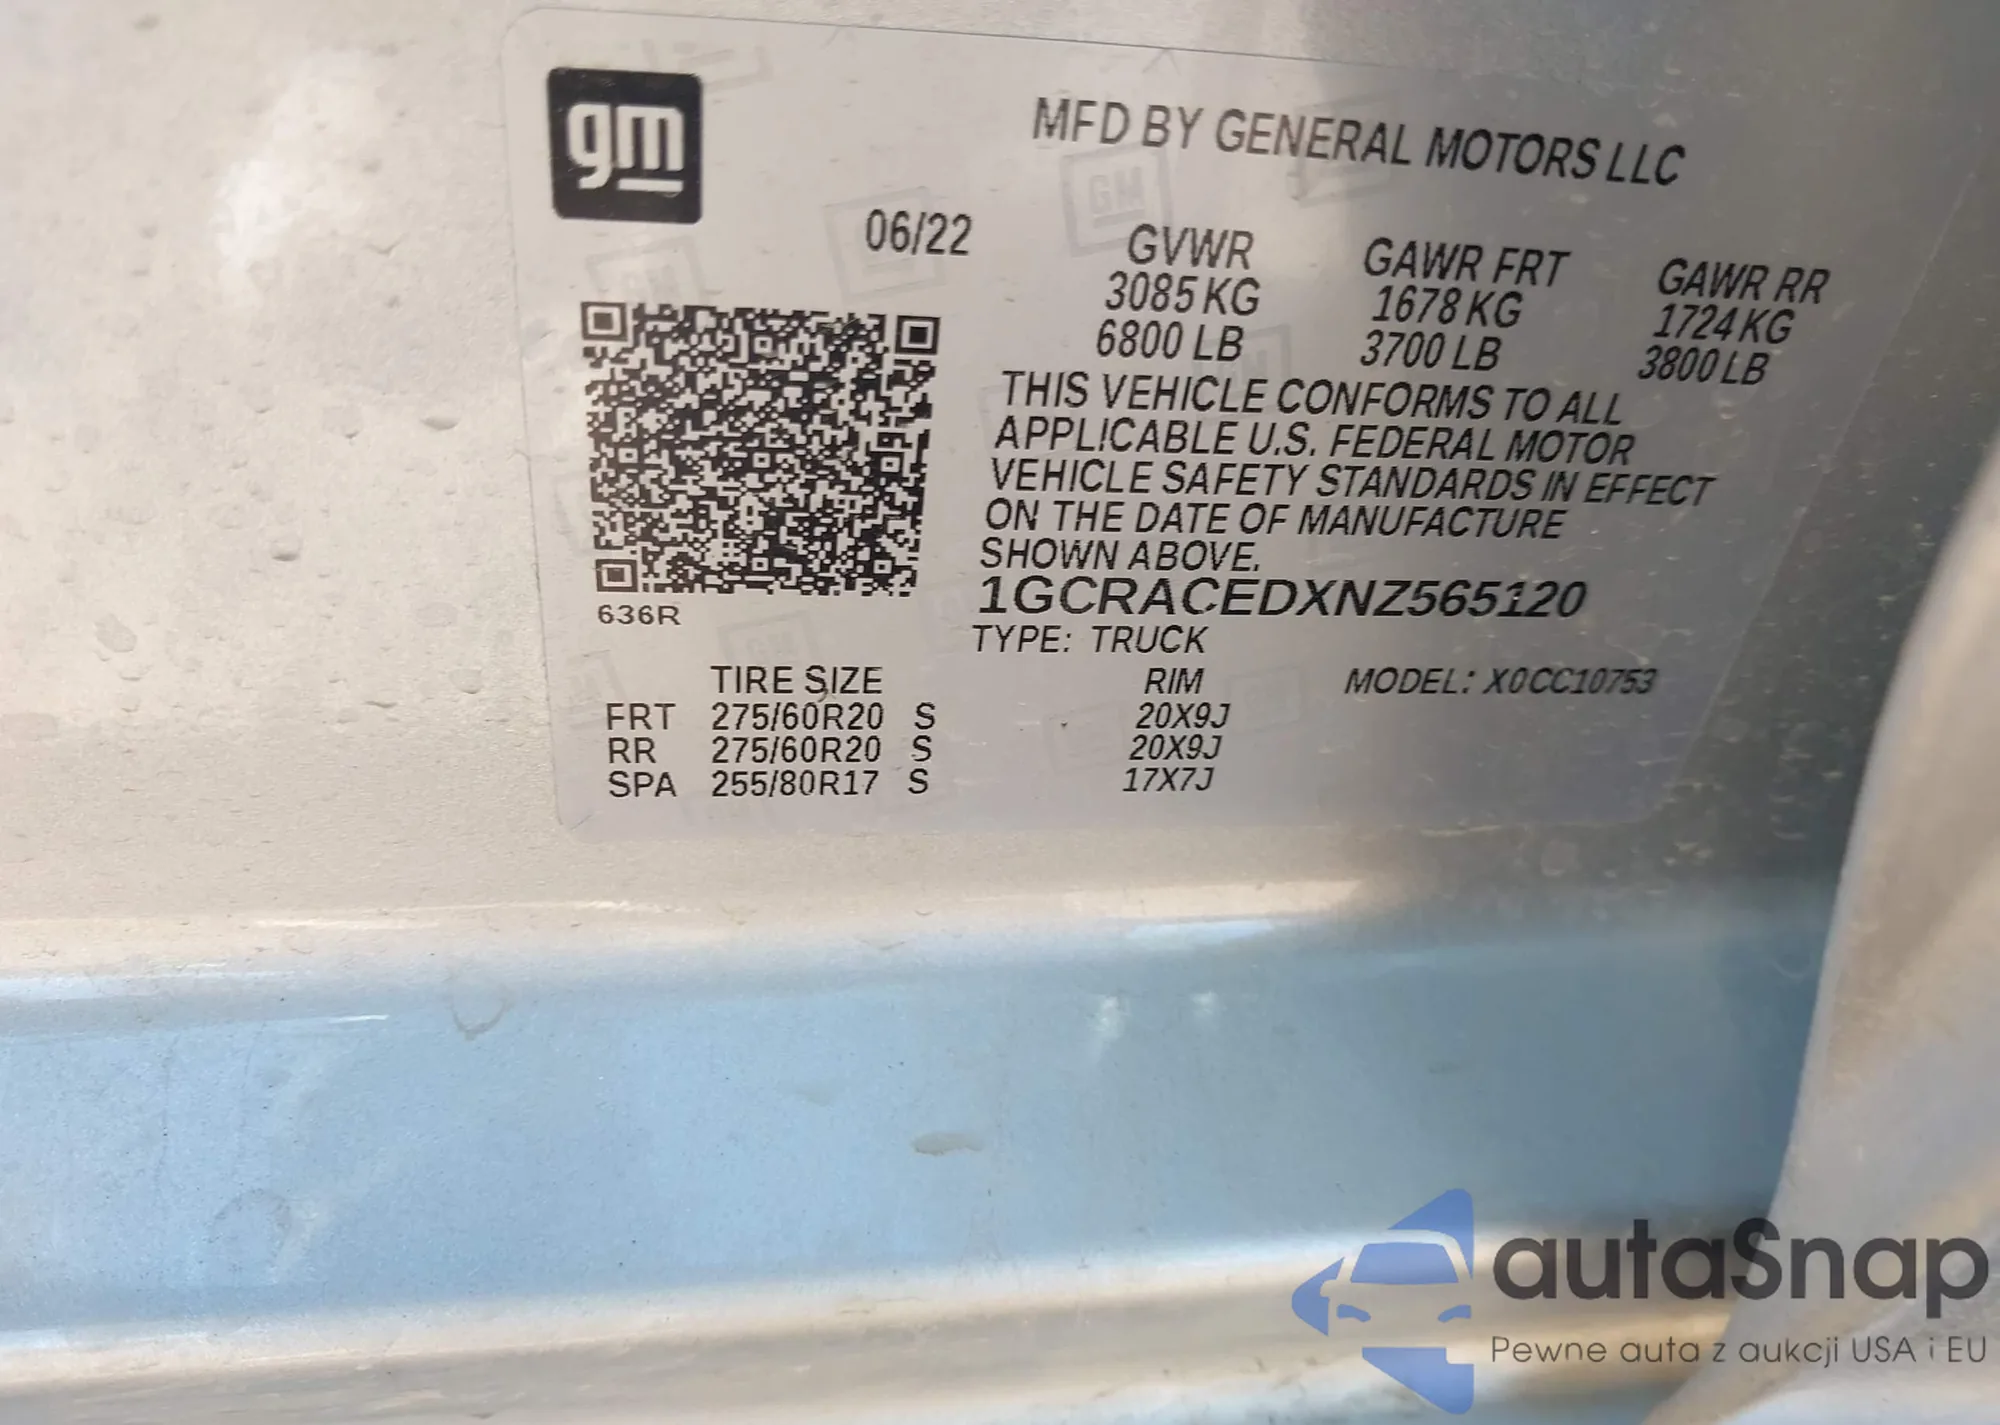 gm
MFD BY GENERAL MOTORS LLC
06/22
GVWR GAWR FRT GAWR RR
3085 KG 1678 KG 1724 KG
6800 LB 3700 LB 3800 LB
THIS VEHICLE CONFORMS TO ALL
APPLICABLE U.S. FEDERAL MOTOR
VEHICLE SAFETY STANDARDS IN EFFECT
ON THE DATE OF MANUFACTURE
SHOWN ABOVE.
1GCRACEDXNZ565120
636R
TYPE: TRUCK
TIRE SIZE RIM MODEL: X0CC10753
FRT 275/60R20 S 20X9J
RR 275/60R20 S 20X9J
SPA 255/80R17 S 17X7J
autaSnap
Pewne auta z aukcji USA i EU